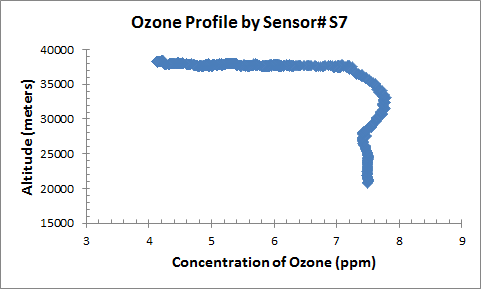 Ozone Profile by Sensor# S7
40000
35000
30000
25000
20000
15000
Altitude (meters)
3 4 5 6 7 8 9
Concentration of Ozone (ppm)